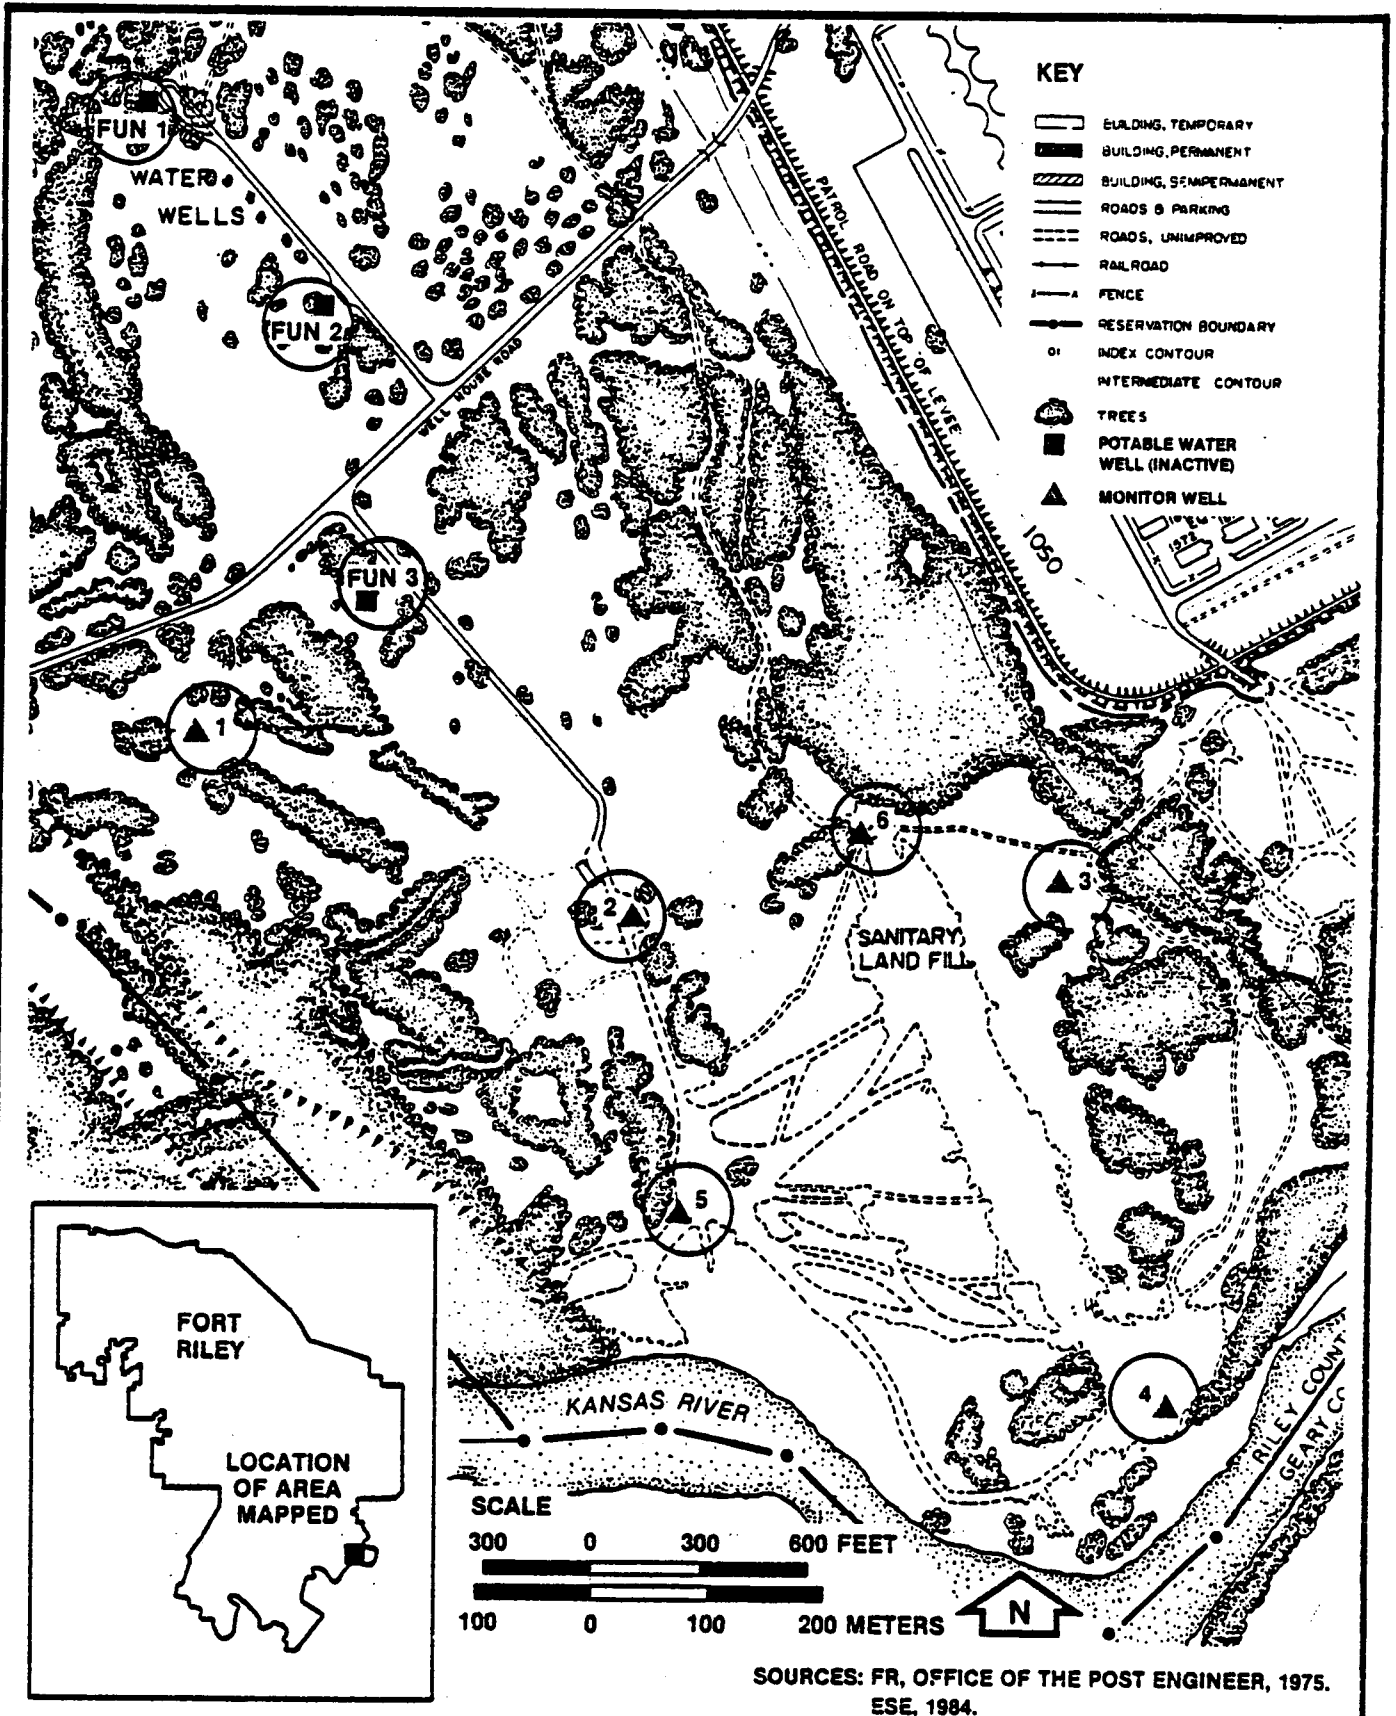 KEY
BUILDING, TEMPORARY
BUILDING, PERMANENT
BUILDING, SEMIPERMANENT
ROADS & PARKING
ROADS, UNIMPROVED
RAILROAD
FENCE
RESERVATION BOUNDARY
INDEX CONTOUR
INTERMEDIATE CONTOUR
TREES
POTABLE WATER
WELL (INACTIVE)
MONITOR WELL
FUN 1
WATER
WELLS
FUN 2
WELL HOUSE ROAD
PATROL ROAD ON TOP OF LEVEE
1050
FUN 3
1
6
3
2
SANITARY
LAND FILL
5
4
KANSAS RIVER
RILEY COUNT
GEARY CO
FORT
RILEY
LOCATION
OF AREA
MAPPED
SCALE
300 0 300 600 FEET
100 0 100 200 METERS
N
SOURCES: FR, OFFICE OF THE POST ENGINEER, 1975.
ESE, 1984.